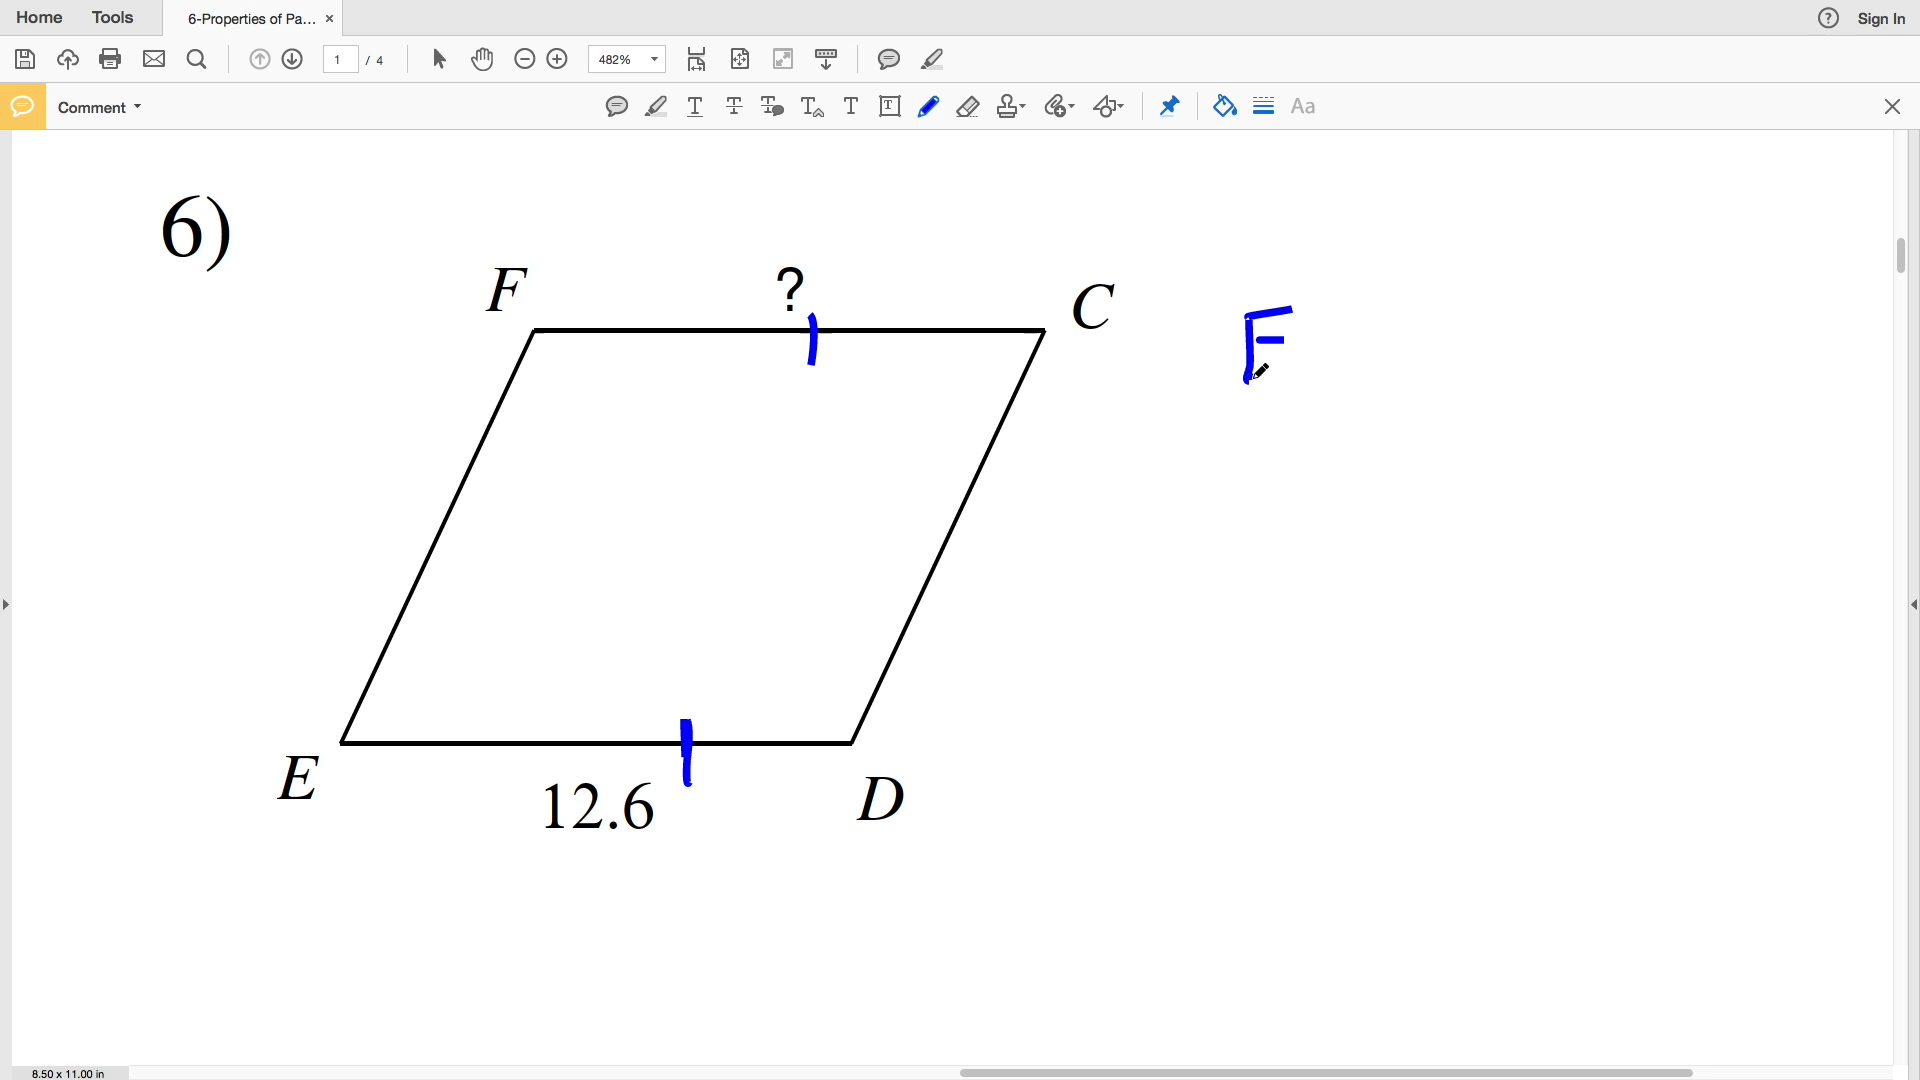 Home Tools 6-Properties of Pa... × ? Sign In
1 / 4 482%
Comment T T T T T T Aa
6)
F ? C F
E 12.6 D
8.50 x 11.00 in